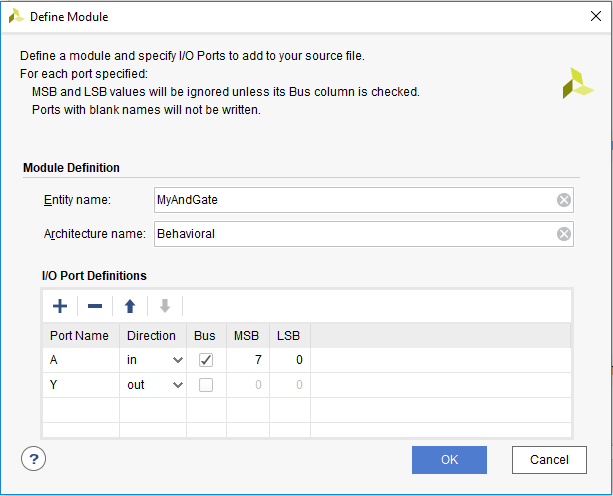 Define Module
Define a module and specify I/O Ports to add to your source file.
For each port specified:
MSB and LSB values will be ignored unless its Bus column is checked.
Ports with blank names will not be written.
Module Definition
Entity name: MyAndGate
Architecture name: Behavioral
I/O Port Definitions
Port Name Direction Bus MSB LSB
A in 7 0
Y out 0 0
? OK Cancel